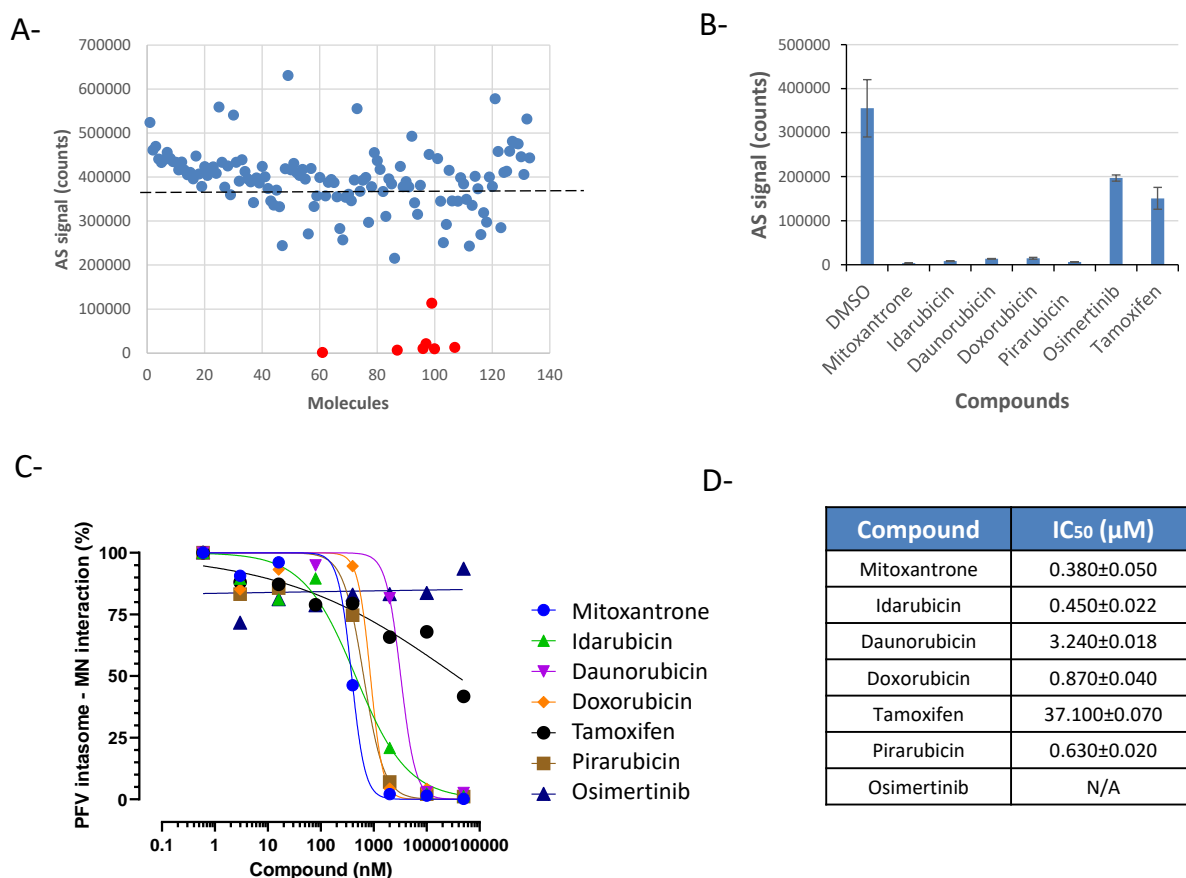 A-
700000
600000
500000
400000
300000
200000
100000
0
AS signal (counts)
0 20 40 60 80 100 120 140
Molecules
B-
500000
400000
300000
200000
100000
0
AS signal (counts)
DMSO
Mitoxantrone
Idarubicin
Daunorubicin
Doxorubicin
Pirarubicin
Osimertinib
Tamoxifen
Compounds
C-
PFV intasome - MN interaction (%)
100
75
50
25
0
0.1 1 10 100 1000 10000 100000
Compound (nM)
Mitoxantrone
Idarubicin
Daunorubicin
Doxorubicin
Tamoxifen
Pirarubicin
Osimertinib
D-
Compound IC50 (µM)
Mitoxantrone 0.380±0.050
Idarubicin 0.450±0.022
Daunorubicin 3.240±0.018
Doxorubicin 0.870±0.040
Tamoxifen 37.100±0.070
Pirarubicin 0.630±0.020
Osimertinib N/A